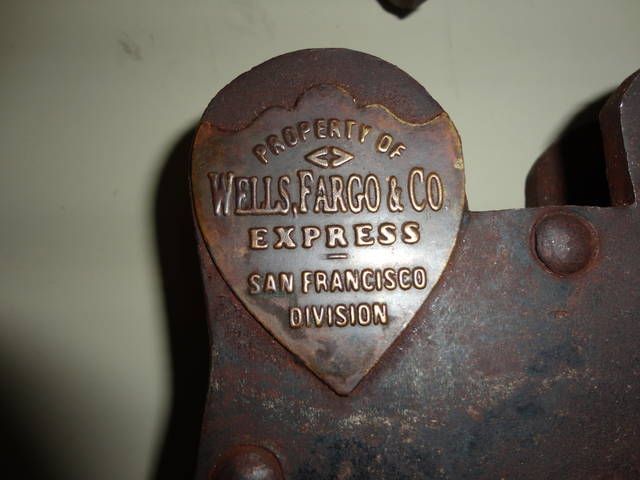 PROPERTY OF
<>
WELLS, FARGO & CO
EXPRESS
SAN FRANCISCO
DIVISION